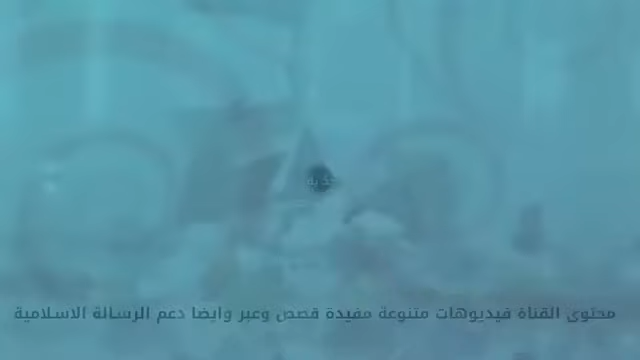 محتوى القناة فيديوهات متنوعة مفيدة قصص وعبر وايضا دعم الرسالة الاسلامية